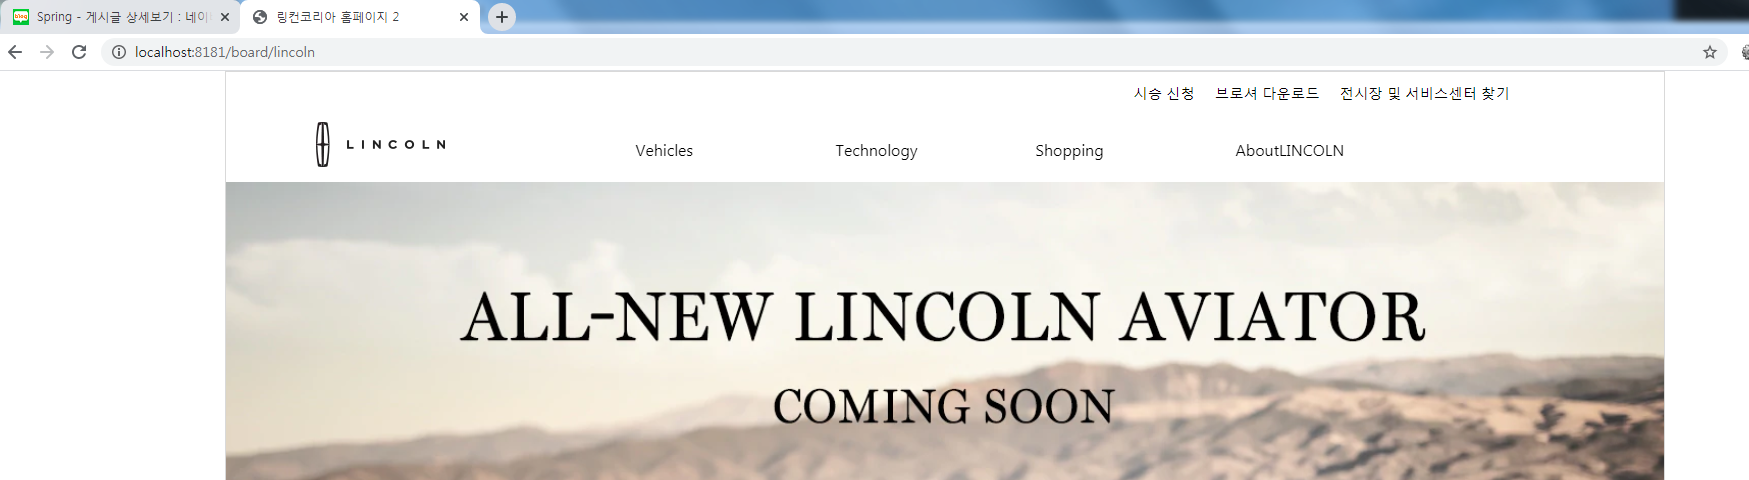 Spring - 게시글 상세보기 : 네이
링컨코리아 홈페이지 2
localhost:8181/board/lincoln
시승 신청 브로셔 다운로드 전시장 및 서비스센터 찾기
LINCOLN Vehicles Technology Shopping AboutLINCOLN
ALL-NEW LINCOLN AVIATOR
COMING SOON